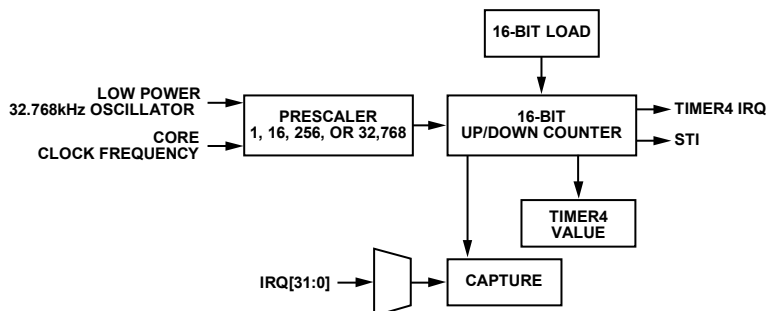 16-BIT LOAD
LOW POWER
32.768kHz OSCILLATOR
CORE
CLOCK FREQUENCY
PRESCALER
1, 16, 256, OR 32,768
16-BIT
UP/DOWN COUNTER
TIMER4 IRQ
STI
TIMER4
VALUE
IRQ[31:0]
CAPTURE